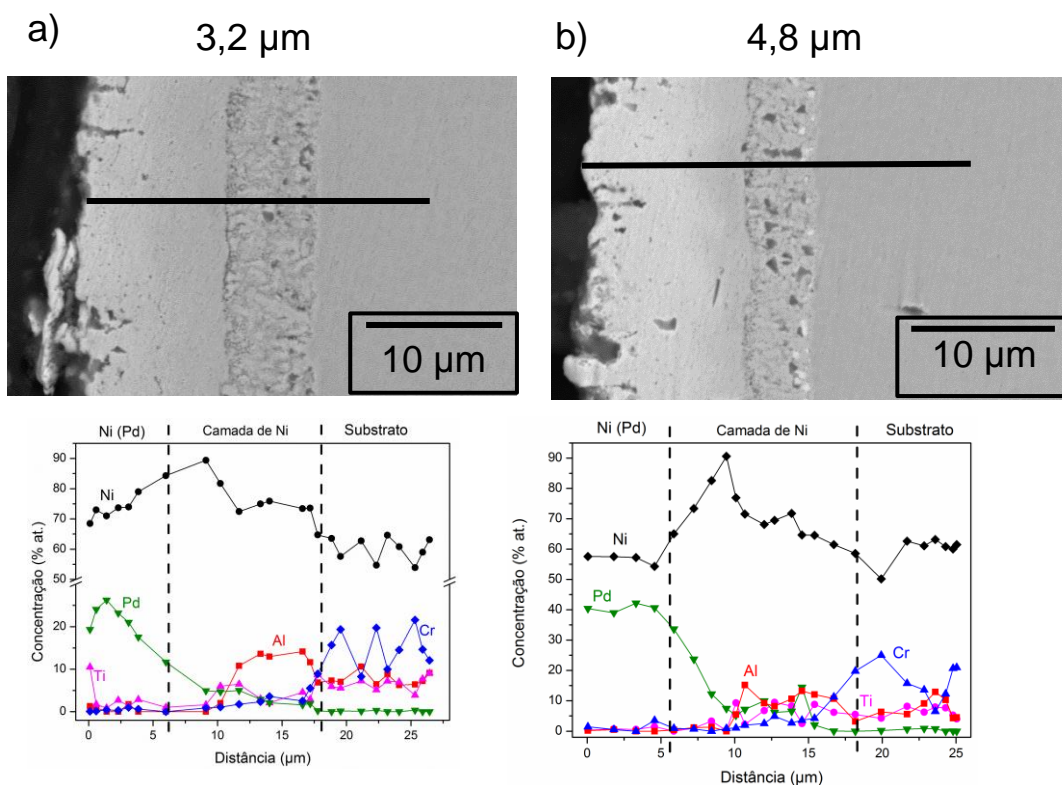 a)
3,2 µm
b)
4,8 µm
10 µm
10 µm
Ni (Pd)
Camada de Ni
Substrato
Concentração (% at.)
90
80
70
60
50
20
10
0
Ni
Pd
Ti
Al
Cr
0
5
10
15
20
25
Distância (µm)
Ni (Pd)
Camada de Ni
Substrato
Concentração (% at.)
90
80
70
60
50
40
30
20
10
0
Ni
Pd
Al
Cr
Ti
0
5
10
15
20
25
Distância (µm)